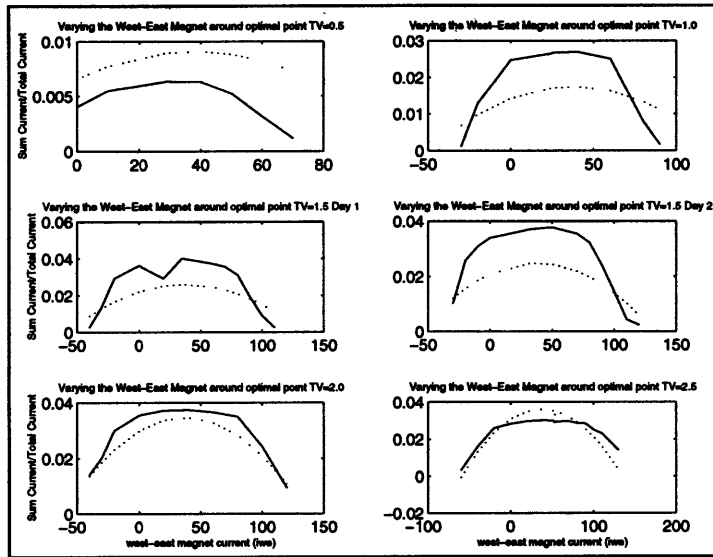 Varying the West-East Magnet around optimal point TV=0.5
Sum Current/Total Current
0.01
0.005
0
0 20 40 60 80
Varying the West-East Magnet around optimal point TV=1.0
0.03
0.02
0.01
0
-50 0 50 100
Varying the West-East Magnet around optimal point TV=1.5 Day 1
Sum Current/Total Current
0.06
0.04
0.02
0
-50 0 50 100 150
Varying the West-East Magnet around optimal point TV=1.5 Day 2
0.04
0.02
0
-50 0 50 100 150
Varying the West-East Magnet around optimal point TV=2.0
Sum Current/Total Current
0.04
0.02
0
-50 0 50 100 150
west-east magnet current (iwe)
Varying the West-East Magnet around optimal point TV=2.5
0.04
0.02
0
-0.02
-100 0 100 200
west-east magnet current (iwe)